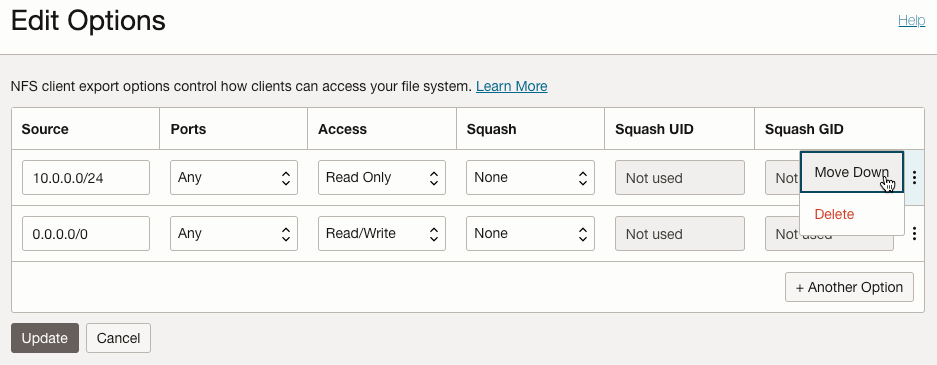 Edit Options
Help
NFS client export options control how clients can access your file system. Learn More
Source Ports Access Squash Squash UID Squash GID
10.0.0.0/24 Any Read Only None Not used Not Move Down
Delete
0.0.0.0/0 Any Read/Write None Not used Not used
+ Another Option
Update Cancel